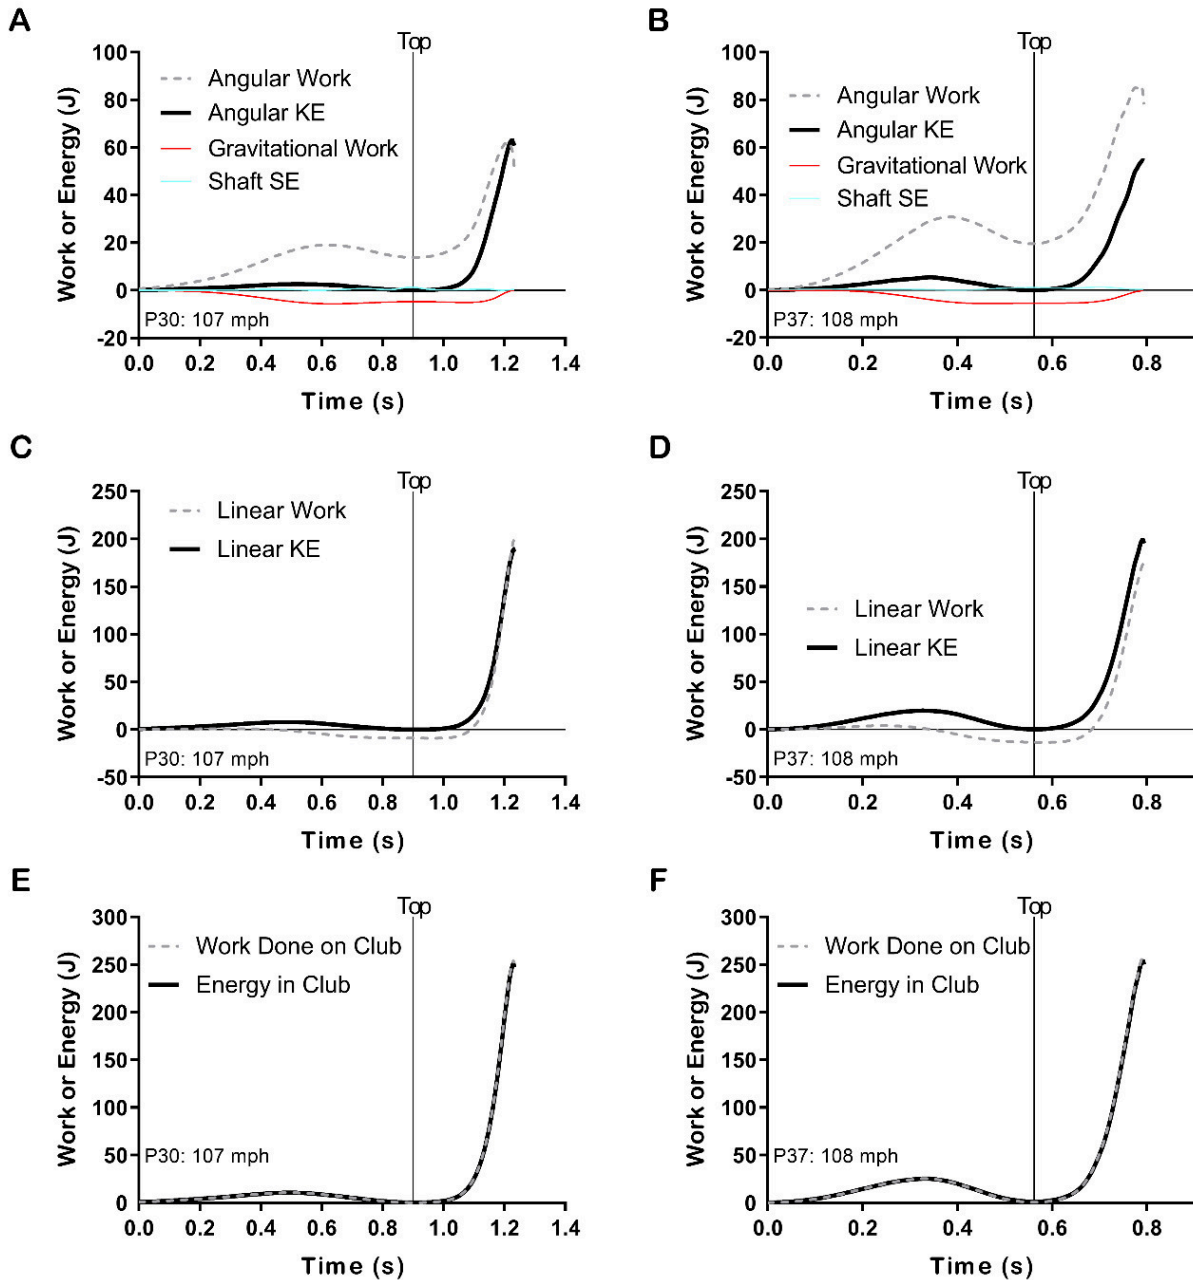 A
Top
Work or Energy (J)
100
80
60
40
20
0
-20
Angular Work
Angular KE
Gravitational Work
Shaft SE
P30: 107 mph
0.0 0.2 0.4 0.6 0.8 1.0 1.2 1.4
Time (s)
B
Top
Work or Energy (J)
100
80
60
40
20
0
-20
Angular Work
Angular KE
Gravitational Work
Shaft SE
P37: 108 mph
0.0 0.2 0.4 0.6 0.8
Time (s)
C
Top
Work or Energy (J)
250
200
150
100
50
0
-50
Linear Work
Linear KE
P30: 107 mph
0.0 0.2 0.4 0.6 0.8 1.0 1.2 1.4
Time (s)
D
Top
Work or Energy (J)
250
200
150
100
50
0
-50
Linear Work
Linear KE
P37: 108 mph
0.0 0.2 0.4 0.6 0.8
Time (s)
E
Top
Work or Energy (J)
300
250
200
150
100
50
0
Work Done on Club
Energy in Club
P30: 107 mph
0.0 0.2 0.4 0.6 0.8 1.0 1.2 1.4
Time (s)
F
Top
Work or Energy (J)
300
250
200
150
100
50
0
Work Done on Club
Energy in Club
P37: 108 mph
0.0 0.2 0.4 0.6 0.8
Time (s)